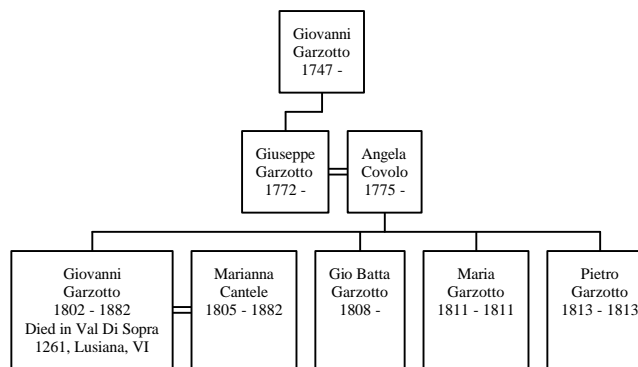 Giovanni
Garzotto
1747 -
Giuseppe
Garzotto
1772 -
Angela
Covolo
1775 -
Giovanni
Garzotto
1802 - 1882
Died in Val Di Sopra
1261, Lusiana, VI
Marianna
Cantele
1805 - 1882
Gio Batta
Garzotto
1808 -
Maria
Garzotto
1811 - 1811
Pietro
Garzotto
1813 - 1813